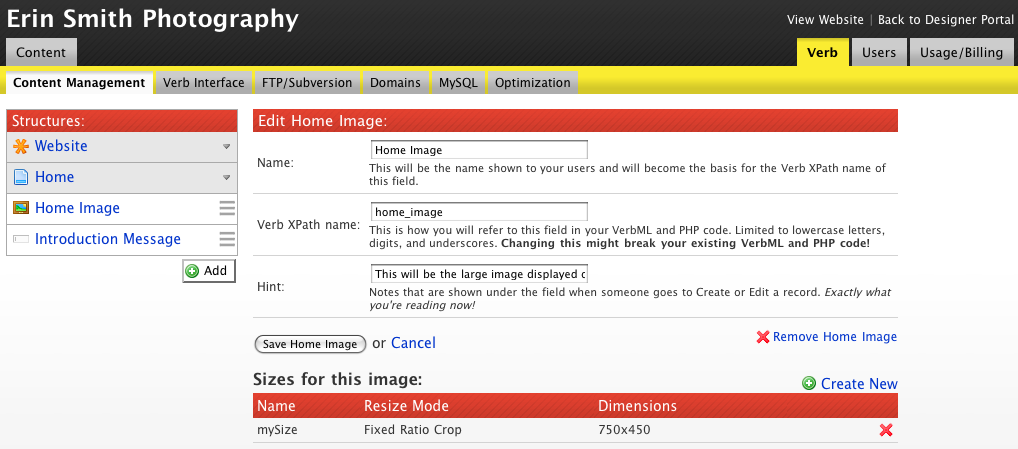 Erin Smith Photography
View Website | Back to Designer Portal
Content
Verb
Users
Usage/Billing
Content Management
Verb Interface
FTP/Subversion
Domains
MySQL
Optimization
Structures:
Website
Home
Home Image
Introduction Message
Add
Edit Home Image:
Name:
Home Image
This will be the name shown to your users and will become the basis for the Verb XPath name of
this field.
Verb XPath name:
home_image
This is how you will refer to this field in your VerbML and PHP code. Limited to lowercase letters,
digits, and underscores. Changing this might break your existing VerbML and PHP code!
Hint:
This will be the large image displayed
Notes that are shown under the field when someone goes to Create or Edit a record. Exactly what
you're reading now!
Save Home Image or Cancel
Remove Home Image
Sizes for this image:
Create New
Name Resize Mode Dimensions
mySize Fixed Ratio Crop 750x450